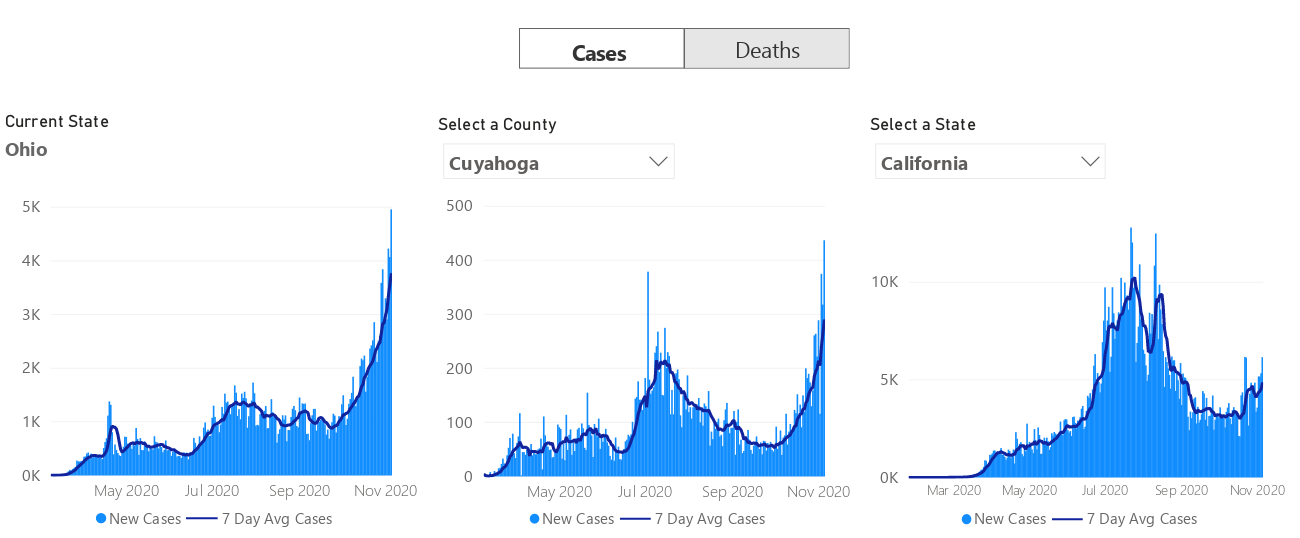 Cases Deaths
Current State
Ohio
5K
4K
3K
2K
1K
0K
May 2020 Jul 2020 Sep 2020 Nov 2020
New Cases 7 Day Avg Cases
Select a County
Cuyahoga
500
400
300
200
100
0
May 2020 Jul 2020 Sep 2020 Nov 2020
New Cases 7 Day Avg Cases
Select a State
California
10K
5K
0K
Mar 2020 May 2020 Jul 2020 Sep 2020 Nov 2020
New Cases 7 Day Avg Cases